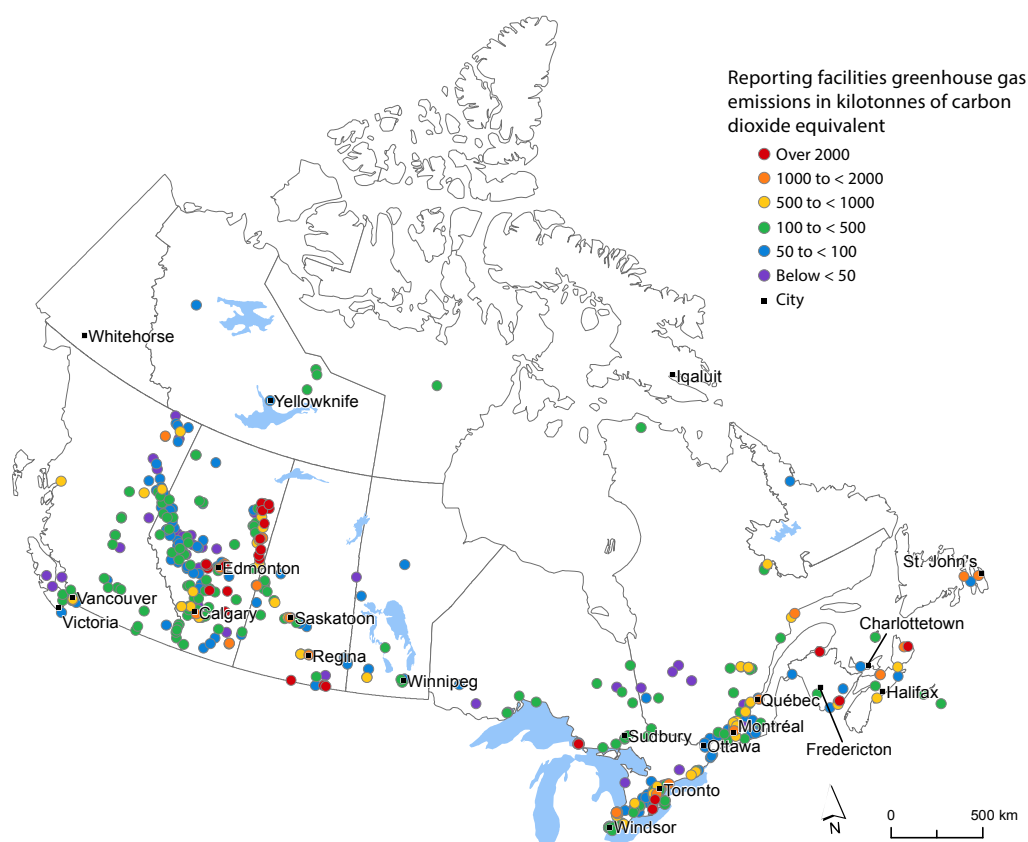 Reporting facilities greenhouse gas
emissions in kilotonnes of carbon
dioxide equivalent
Over 2000
1000 to < 2000
500 to < 1000
100 to < 500
50 to < 100
Below < 50
City
Whitehorse
Iqaluit
Yellowknife
St. John's
Edmonton
Vancouver
Calgary
Saskatoon
Victoria
Charlottetown
Regina
Winnipeg
Québec
Halifax
Montréal
Sudbury
Ottawa
Fredericton
Toronto
Windsor
N
0 500 km